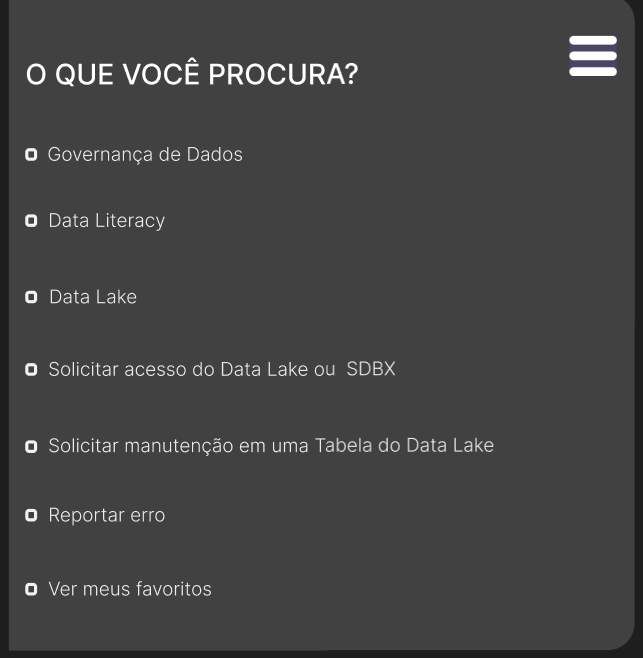 O QUE VOCÊ PROCURA?
Governança de Dados
Data Literacy
Data Lake
Solicitar acesso do Data Lake ou SDBX
Solicitar manutenção em uma Tabela do Data Lake
Reportar erro
Ver meus favoritos